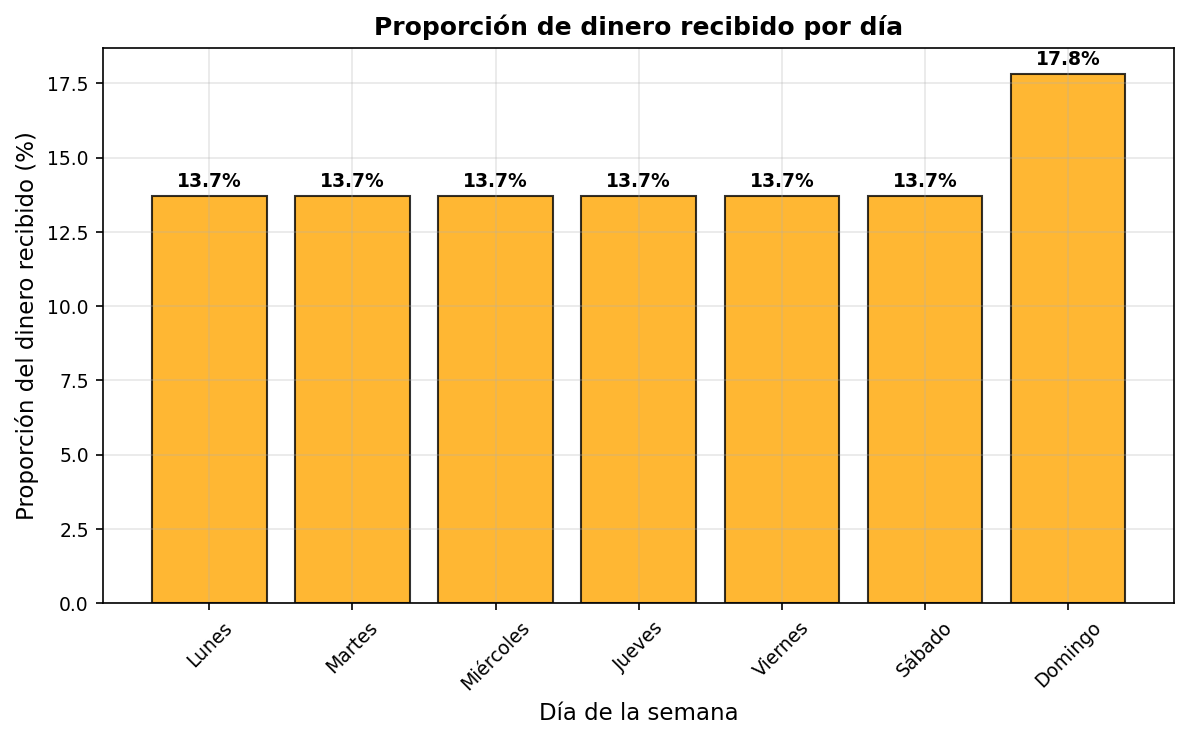 Proporción de dinero recibido por día
Proporción del dinero recibido (%)
17.5
15.0
12.5
10.0
7.5
5.0
2.5
0.0
13.7%
13.7%
13.7%
13.7%
13.7%
13.7%
17.8%
Lunes
Martes
Miércoles
Jueves
Viernes
Sábado
Domingo
Día de la semana